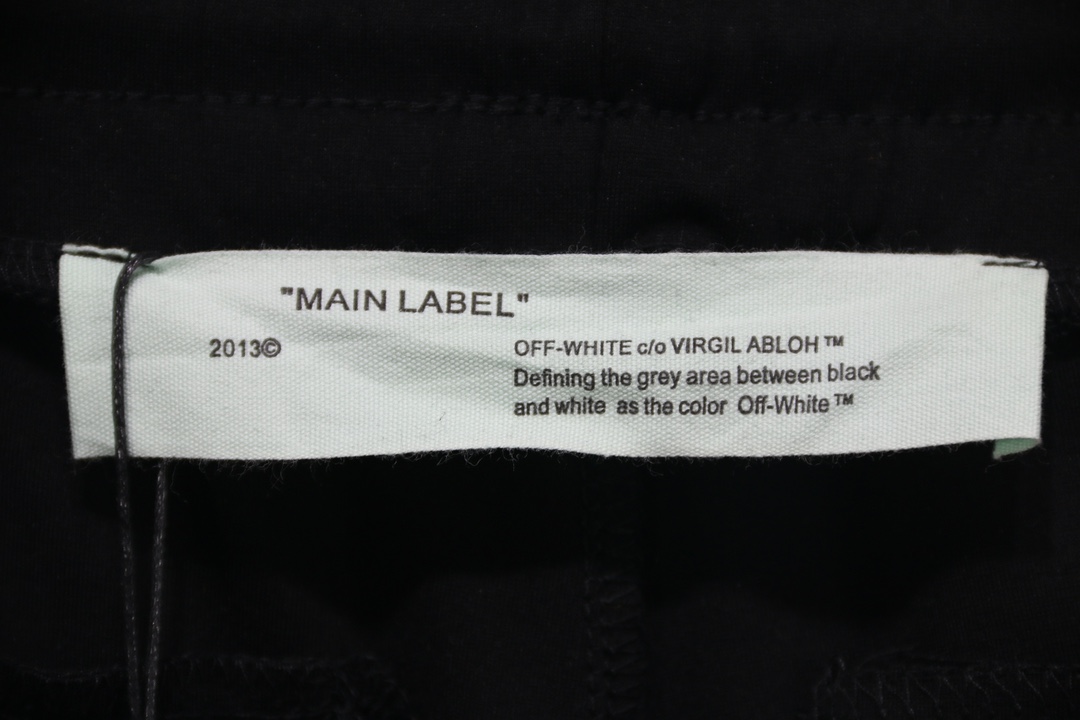 "MAIN LABEL"
2013©
OFF-WHITE c/o VIRGIL ABLOH ™
Defining the grey area between black
and white as the color Off-White ™